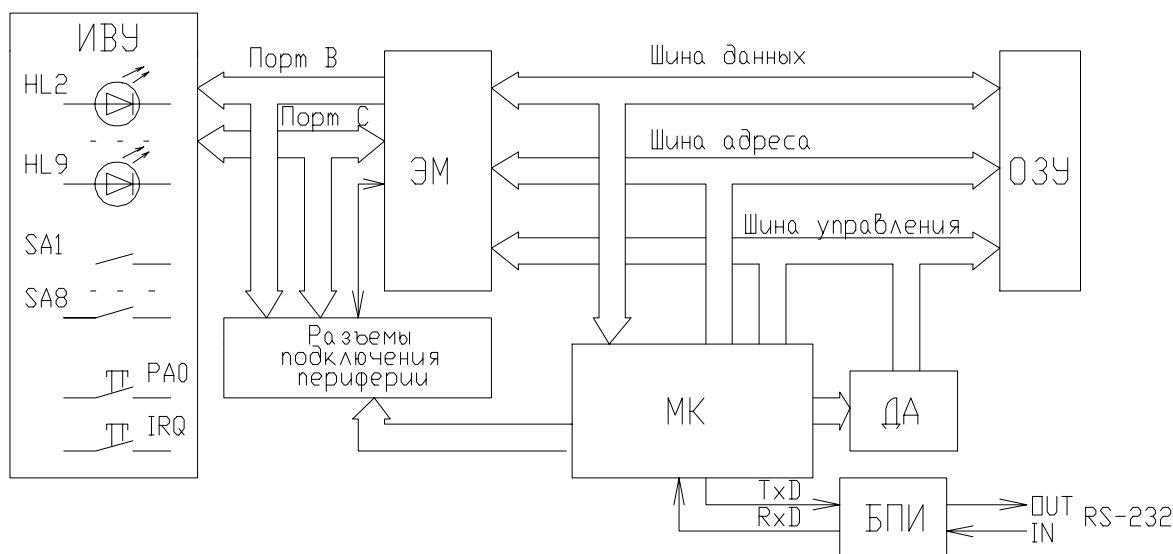 ИВУ
HL2
HL9
SA1
SA8
PA0
IRQ
Порт В
Порт С
ЭМ
Шина данных
Шина адреса
Шина управления
ОЗУ
Разъемы
подключения
периферии
МК
ДА
TxD
RxD
БПИ
OUT
IN
RS-232